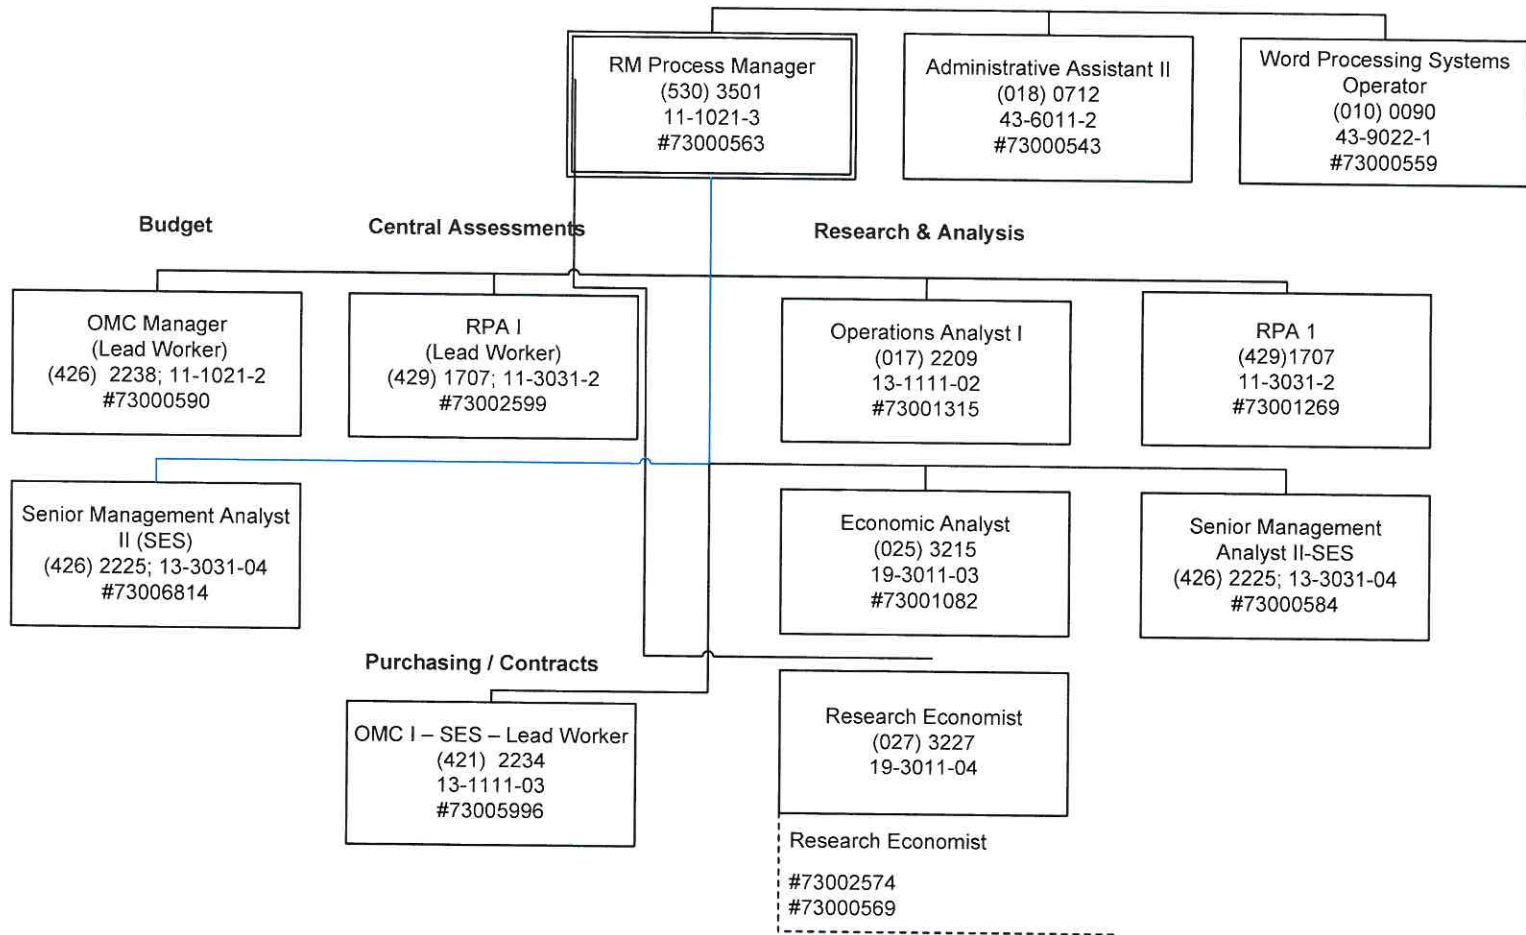 RM Process Manager
(530) 3501
11-1021-3
#73000563
Administrative Assistant II
(018) 0712
43-6011-2
#73000543
Word Processing Systems
Operator
(010) 0090
43-9022-1
#73000559
Budget
Central Assessments
Research & Analysis
OMC Manager
(Lead Worker)
(426) 2238; 11-1021-2
#73000590
RPA I
(Lead Worker)
(429) 1707; 11-3031-2
#73002599
Operations Analyst I
(017) 2209
13-1111-02
#73001315
RPA 1
(429)1707
11-3031-2
#73001269
Senior Management Analyst
II (SES)
(426) 2225; 13-3031-04
#73006814
Economic Analyst
(025) 3215
19-3011-03
#73001082
Senior Management
Analyst II-SES
(426) 2225; 13-3031-04
#73000584
Purchasing / Contracts
OMC I – SES – Lead Worker
(421) 2234
13-1111-03
#73005996
Research Economist
(027) 3227
19-3011-04
Research Economist
#73002574
#73000569